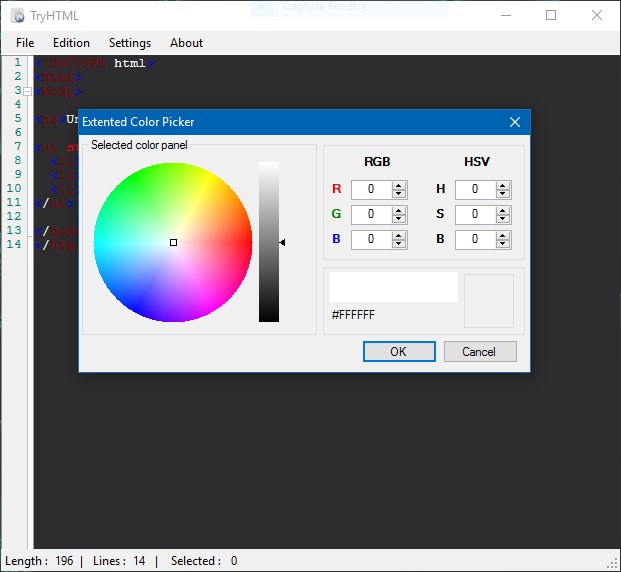 Capture Fenêtre
TryHTML
File Edition Settings About
1 <!DOCTYPE html>
2 <html>
3 <body>
4
5 <h2>Un
6
7 <ul st
8 <li
9 <li
10 <li
11 </ul>
12
13 </body
14 </html
Extented Color Picker
Selected color panel
RGB HSV
R 0 H 0
G 0 S 0
B 0 B 0
#FFFFFF
OK Cancel
Length : 196 | Lines : 14 | Selected : 0